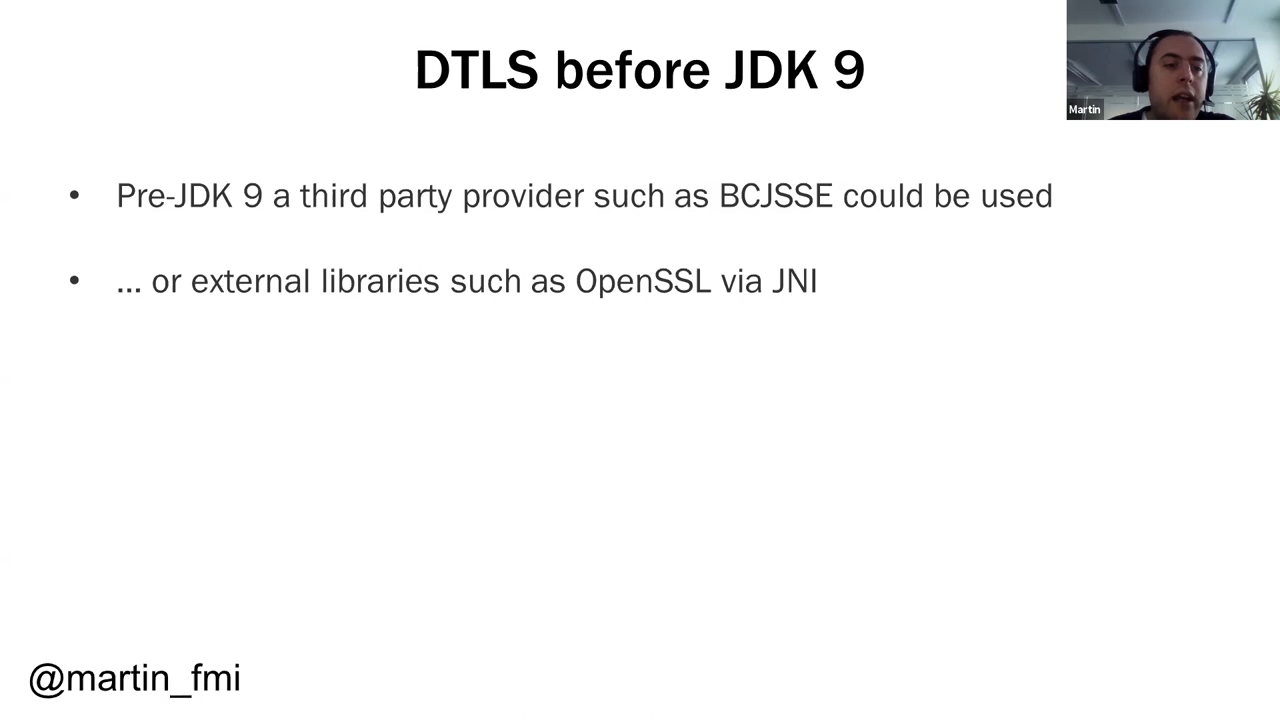 DTLS before JDK 9
Martin
• Pre-JDK 9 a third party provider such as BCJSSE could be used
• ... or external libraries such as OpenSSL via JNI
@martin_fmi